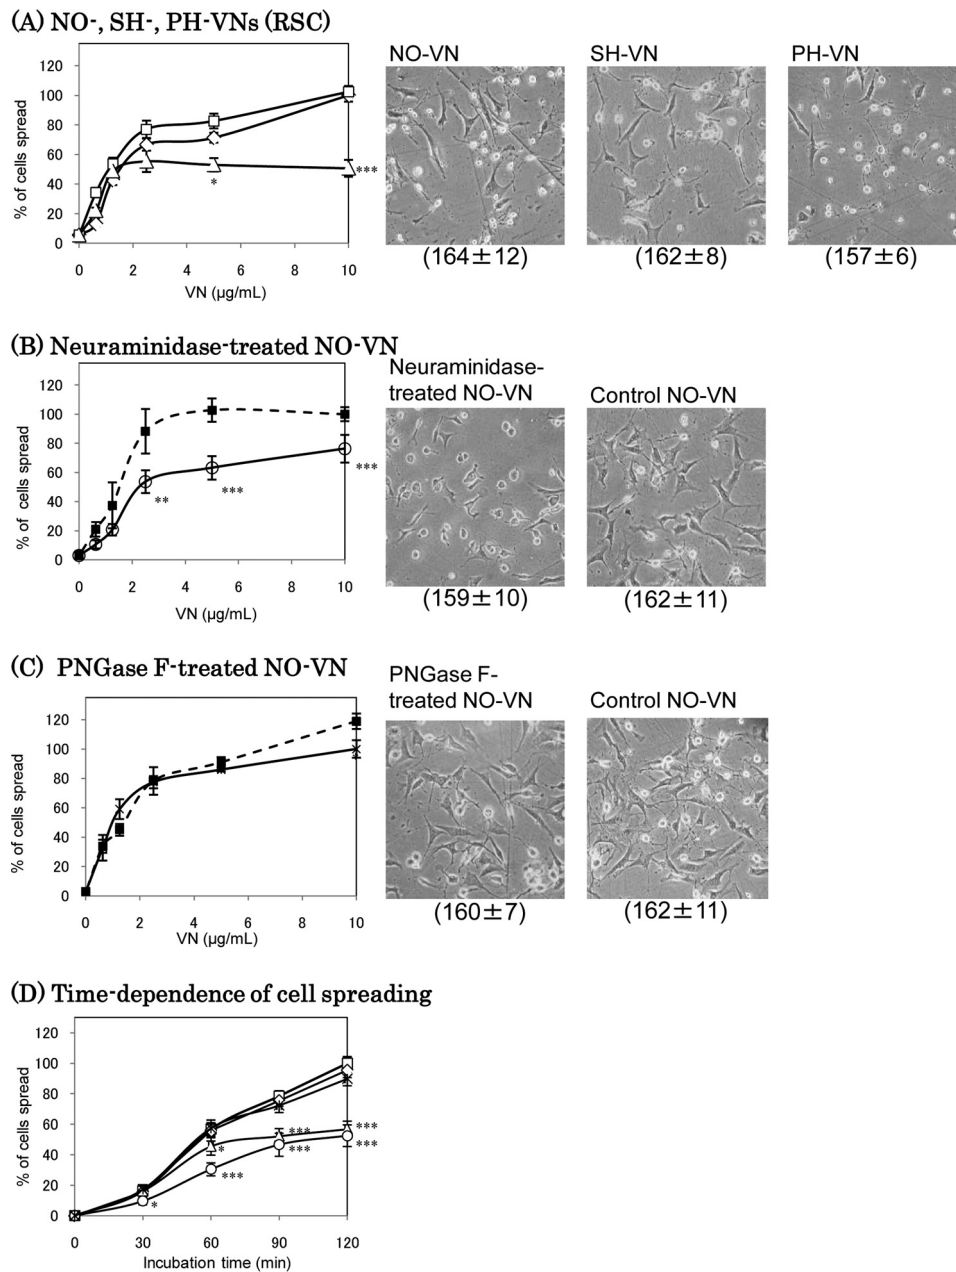 (A) NO-, SH-, PH-VNs (RSC)
NO-VN
SH-VN
PH-VN
120
100
80
60
40
20
0
% of cells spread
*
***
0 2 4 6 8 10
VN (μg/mL)
(164±12)
(162±8)
(157±6)
(B) Neuraminidase-treated NO-VN
Neuraminidase-
treated NO-VN
Control NO-VN
120
100
80
60
40
20
0
% of cells spread
**
***
***
0 2 4 6 8 10
VN (μg/mL)
(159±10)
(162±11)
(C) PNGase F-treated NO-VN
PNGase F-
treated NO-VN
Control NO-VN
120
100
80
60
40
20
0
% of cells spread
0 2 4 6 8 10
VN (μg/mL)
(160±7)
(162±11)
(D) Time-dependence of cell spreading
120
100
80
60
40
20
0
% of cells spread
*
*
***
***
***
***
***
0 30 60 90 120
Incubation time (min)